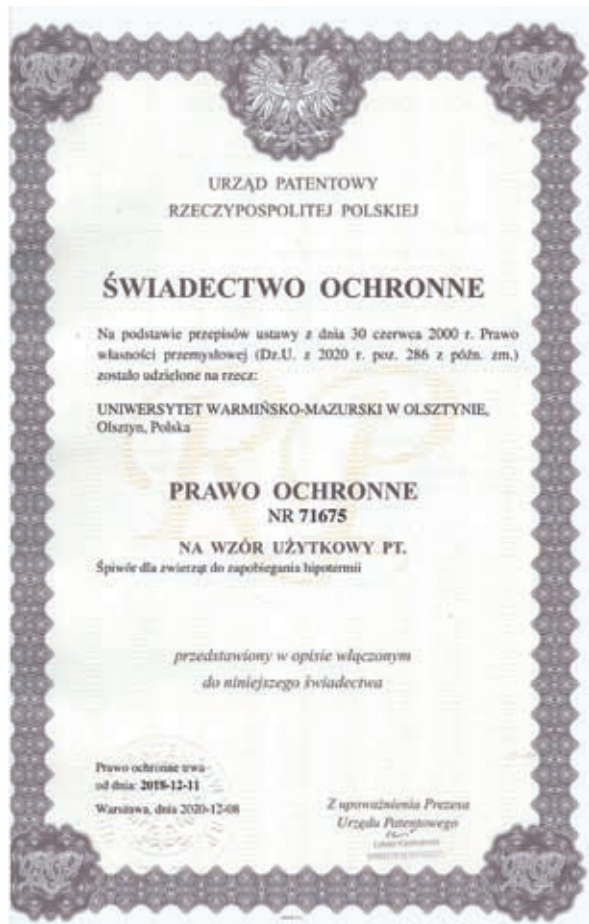 URZĄD PATENTOWY
RZECZYPOSPOLITEJ POLSKIEJ
ŚWIADECTWO OCHRONNE
Na podstawie przepisów ustawy z dnia 30 czerwca 2000 r. Prawo
własności przemysłowej (Dz.U. z 2020 r. poz. 286 z późn. zm.)
zostało udzielone na rzecz:
UNIWERSYTET WARMIŃSKO-MAZURSKI W OLSZTYNIE,
Olsztyn, Polska
PRAWO OCHRONNE
NR 71675
NA WZÓR UŻYTKOWY PT.
Śpiwór dla zwierząt do zapobiegania hipotermii
przedstawiony w opisie włączonym
do niniejszego świadectwa
Prawo ochronne trwa
od dnia: 2018-12-11
Warszawa, dnia 2020-12-08
Z upoważnienia Prezesa
Urzędu Patentowego